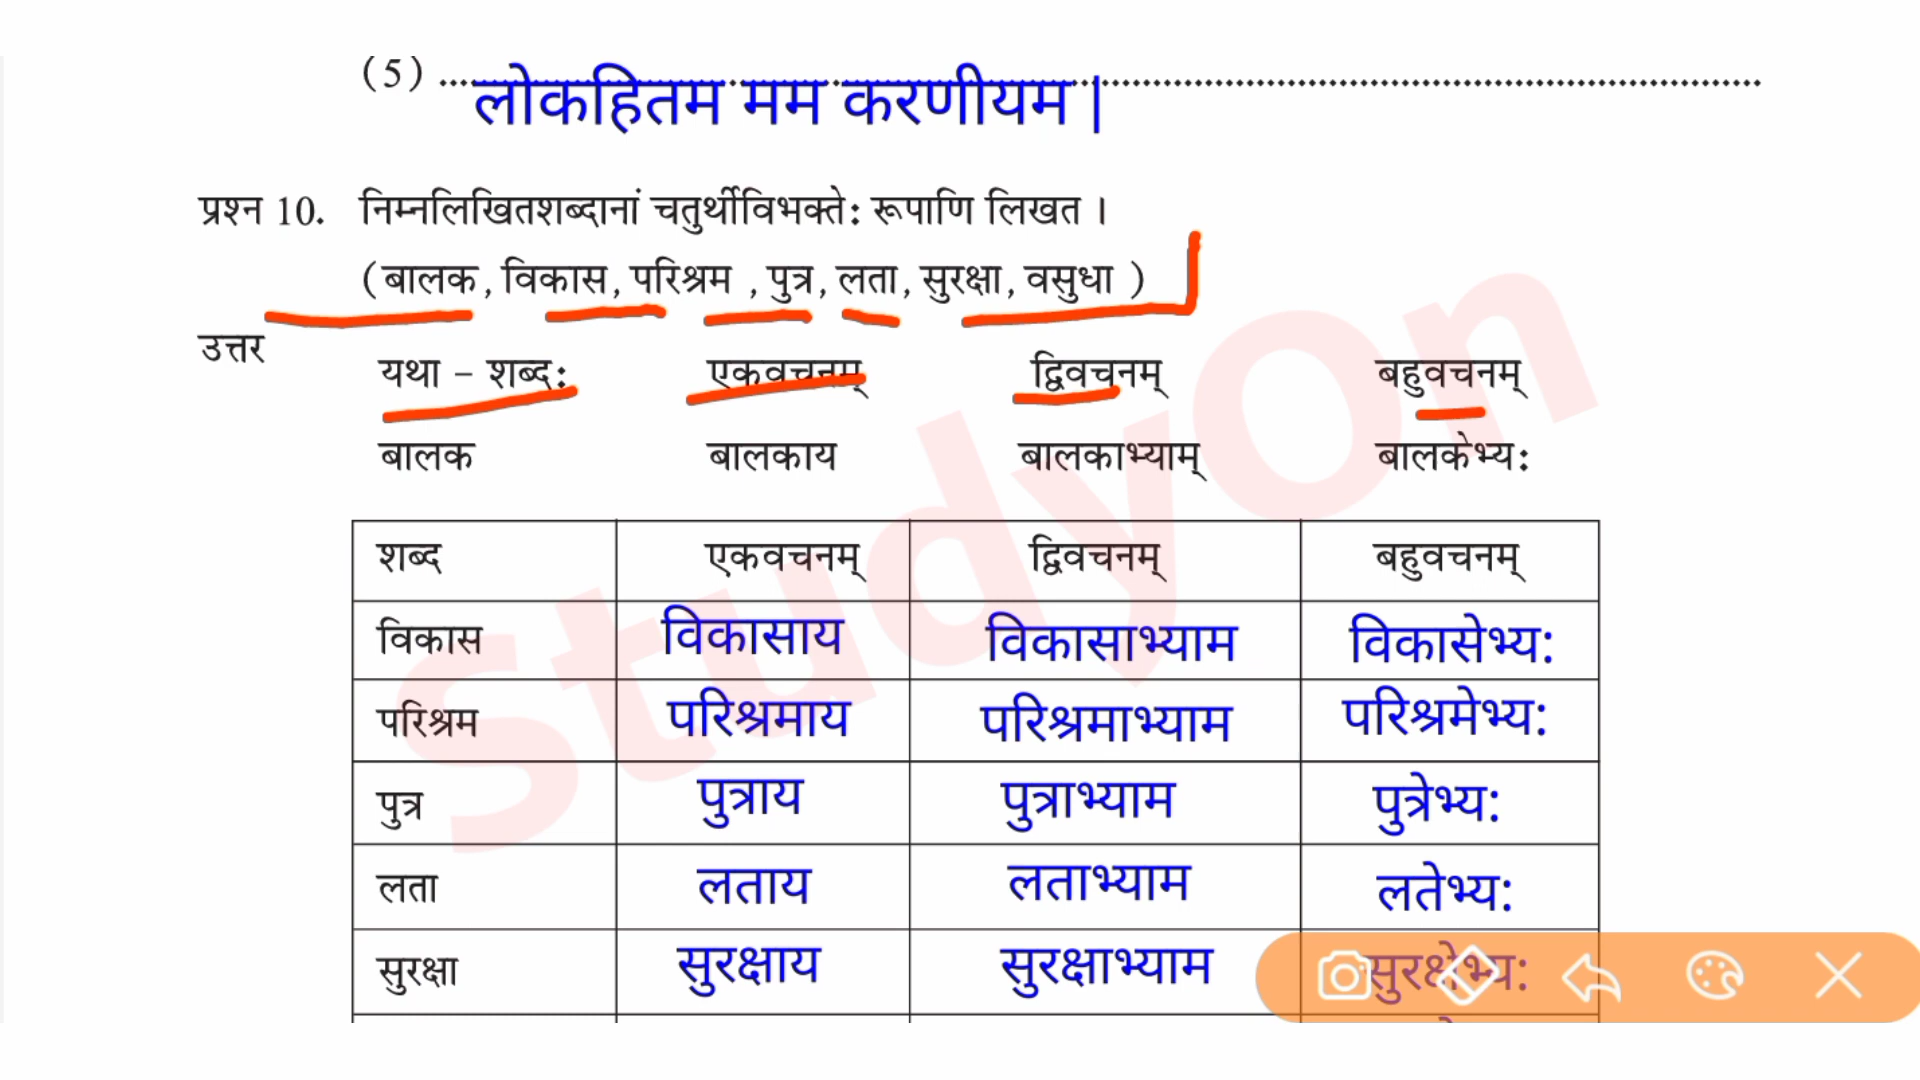 (5) ........................................................
लोकहितम मम करणीयम |
प्रश्न 10. निम्नलिखितशब्दानां चतुर्थीविभक्तेः रूपाणि लिखत ।
(बालक, विकास, परिश्रम , पुत्र, लता, सुरक्षा, वसुधा )
उत्तर
यथा – शब्दः एकवचनम् द्विवचनम् बहुवचनम्
बालक बालकाय बालकाभ्याम् बालकेभ्यः
शब्द एकवचनम् द्विवचनम् बहुवचनम्
विकास विकासाय विकासाभ्याम विकासेभ्य:
परिश्रम परिश्रमाय परिश्रमाभ्याम परिश्रमेभ्य:
पुत्र पुत्राय पुत्राभ्याम पुत्रेभ्य:
लता लताय लताभ्याम लतेभ्य:
सुरक्षा सुरक्षाय सुरक्षाभ्याम सुरक्षेभ्य:
StudyOn